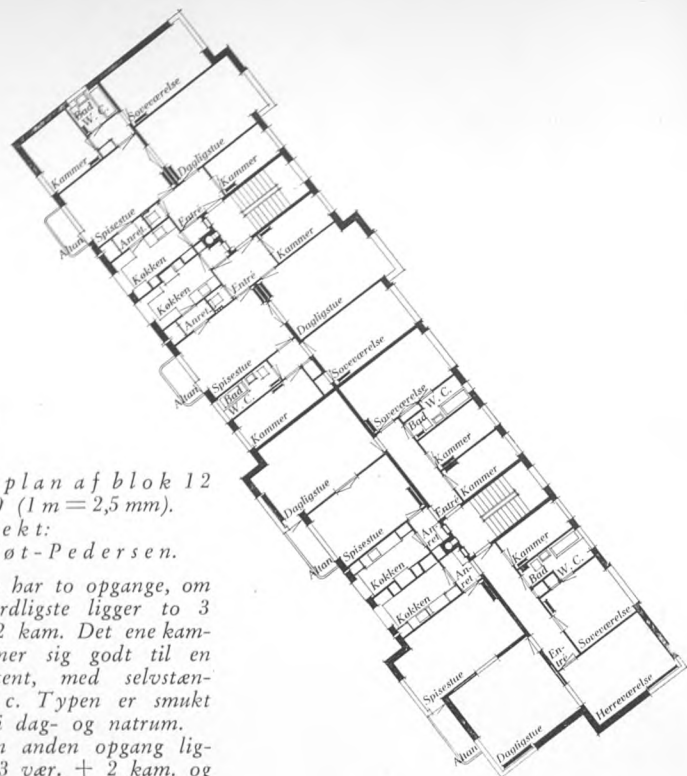 Bad
W. C.
Soveværelse
Kammer
Dagligstue
Spisestue
Altan
Anret
Entré
Kammer
Køkken
Køkken
Entré
Kammer
Anret
Dagligstue
Spisestue
Altan
Bad
W. C.
Soveværelse
Kammer
Soveværelse
Bad
W. C.
Dagligstue
Kammer
Kammer
Altan
Spisestue
Entré
Anret
Køkken
Køkken
An-
ret
Kammer
Bad
W. C.
Soveværelse
En-
tré
Spisestue
Herreværelse
Altan
Dagligstue
plan af blok 12
(1 m = 2,5 mm).
ekt:
øt-Pedersen.
har to opgange, om
rdligste ligger to 3
2 kam. Det ene kam-
ner sig godt til en
ent, med selvstæn-
c. Typen er smukt
i dag- og natrum.
n anden opgang lig-
3 vær. + 2 kam. og